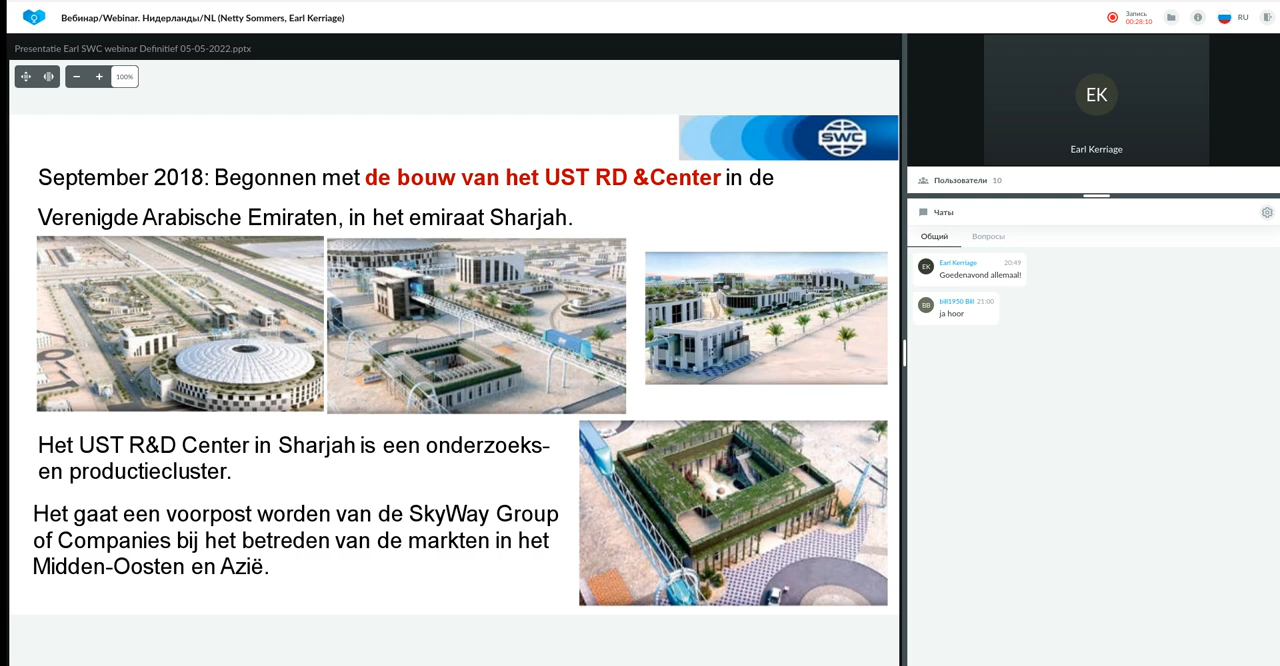 Вебинар/Webinar. Нидерланды/NL (Netty Sommers, Earl Kerriage)
Запись
00:28:10
RU
Presentatie Earl SWC webinar Definitief 05-05-2022.pptx
100%
SWC
September 2018: Begonnen met de bouw van het UST RD &Center in de
Verenigde Arabische Emiraten, in het emiraat Sharjah.
Het UST R&D Center in Sharjah is een onderzoeks-
en productiecluster.
Het gaat een voorpost worden van de SkyWay Group
of Companies bij het betreden van de markten in het
Midden-Oosten en Azië.
EK
Earl Kerriage
Пользователи 10
Чаты
Общий Вопросы
EK Earl Kerriage 20:49
Goedenavond allemaal!
BB bill1950 Bill 21:00
ja hoor